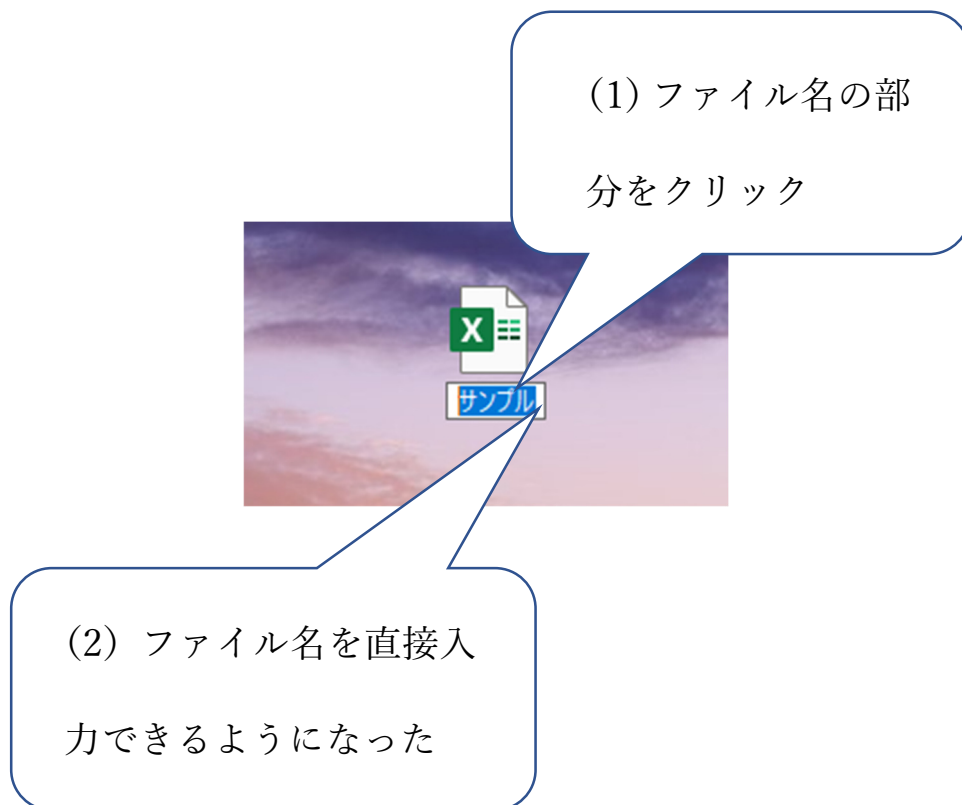 (1) ファイル名の部
分をクリック
X
サンプル
(2) ファイル名を直接入
力できるようになった